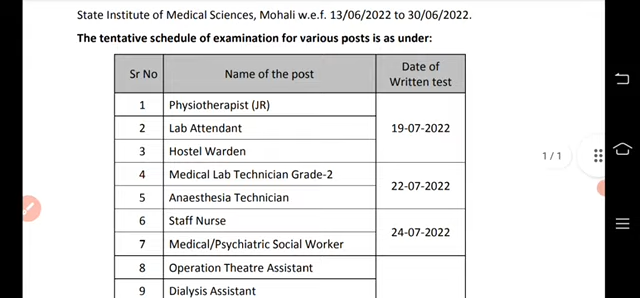 State Institute of Medical Sciences, Mohali w.e.f. 13/06/2022 to 30/06/2022.
The tentative schedule of examination for various posts is as under:
Sr No Name of the post Date of Written test
1 Physiotherapist (JR)
2 Lab Attendant 19-07-2022
3 Hostel Warden
4 Medical Lab Technician Grade-2
5 Anaesthesia Technician 22-07-2022
6 Staff Nurse
7 Medical/Psychiatric Social Worker 24-07-2022
8 Operation Theatre Assistant
9 Dialysis Assistant
1 / 1